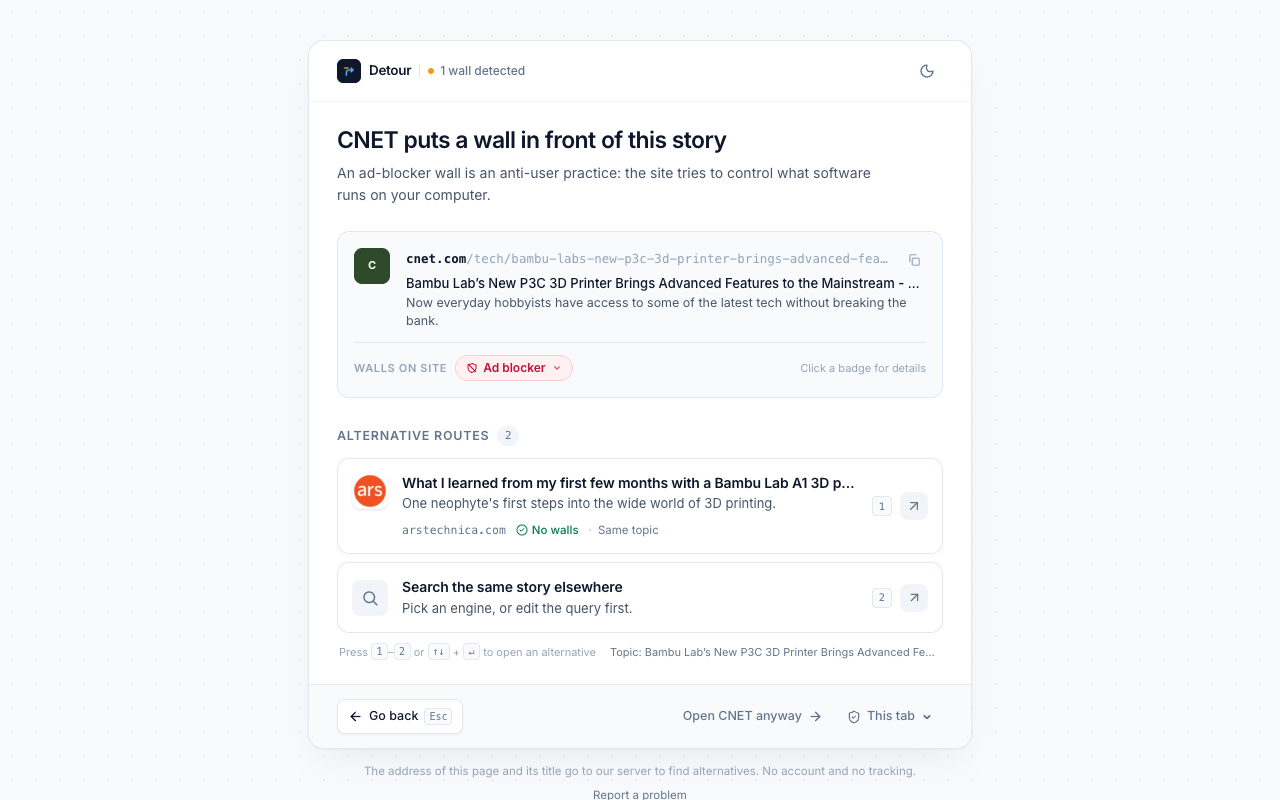 Detour
1 wall detected
CNET puts a wall in front of this story
An ad-blocker wall is an anti-user practice: the site tries to control what software
runs on your computer.
C
cnet.com/tech/bambu-labs-new-p3c-3d-printer-brings-advanced-fea…
Bambu Lab’s New P3C 3D Printer Brings Advanced Features to the Mainstream - …
Now everyday hobbyists have access to some of the latest tech without breaking the
bank.
WALLS ON SITE
Ad blocker
Click a badge for details
ALTERNATIVE ROUTES 2
ars
What I learned from my first few months with a Bambu Lab A1 3D p…
One neophyte's first steps into the wide world of 3D printing.
arstechnica.com
No walls
· Same topic
1
Search the same story elsewhere
Pick an engine, or edit the query first.
2
Press 1–2 or ↑↓ + ↵ to open an alternative
Topic: Bambu Lab’s New P3C 3D Printer Brings Advanced Fe…
Go back Esc
Open CNET anyway →
This tab
The address of this page and its title go to our server to find alternatives. No account and no tracking.
Report a problem